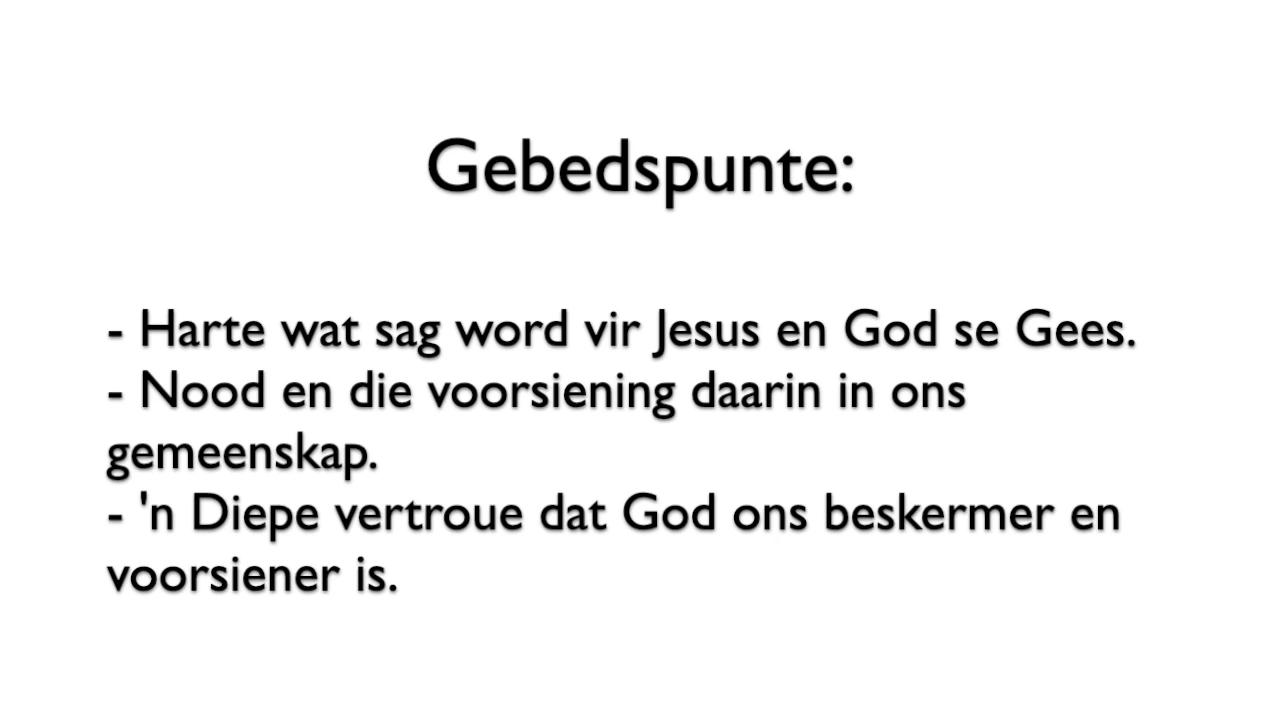 Gebedspunte:
- Harte wat sag word vir Jesus en God se Gees.
- Nood en die voorsiening daarin in ons
gemeenskap.
- 'n Diepe vertroue dat God ons beskermer en
voorsiener is.